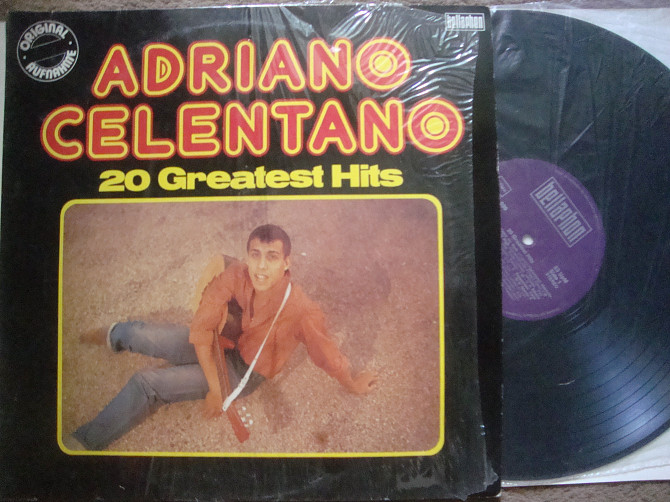 ORIGINAL
AUFNAHME
bellaphon
ADRIANO
CELENTANO
20 Greatest Hits
bellaphon